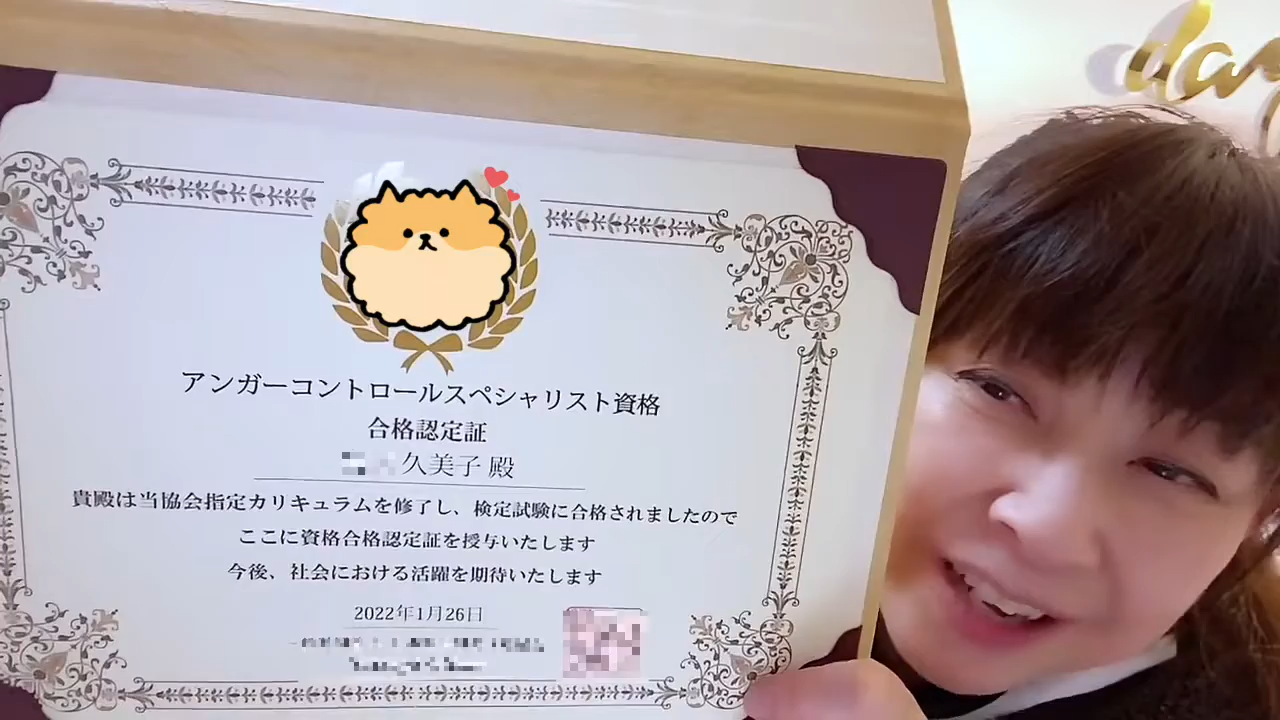 day
アンガーコントロールスペシャリスト資格
合格認定証
久美子 殿
貴殿は当協会指定カリキュラムを修了し、検定試験に合格されましたので
ここに資格合格認定証を授与いたします
今後、社会における活躍を期待いたします
2022年1月26日